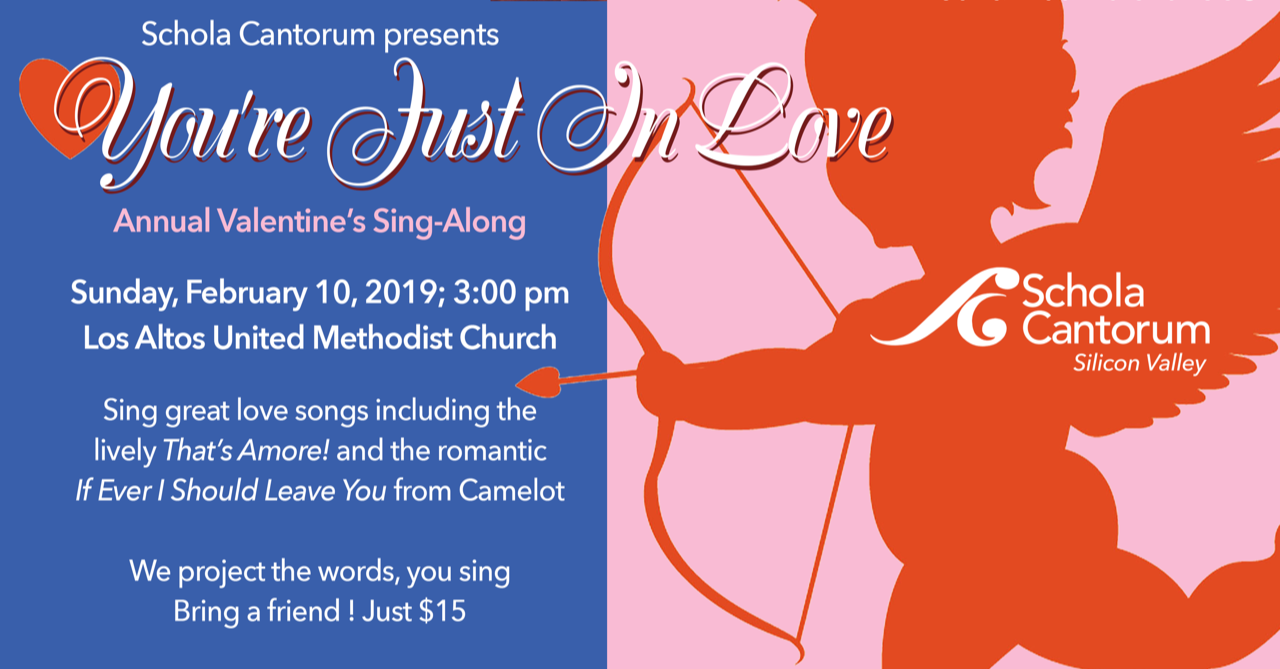 Schola Cantorum presents
You're Just In Love
Annual Valentine’s Sing-Along
Sunday, February 10, 2019; 3:00 pm
Los Altos United Methodist Church
Sing great love songs including the
lively That’s Amore! and the romantic
If Ever I Should Leave You from Camelot
We project the words, you sing
Bring a friend ! Just $15
Schola
Cantorum
Silicon Valley